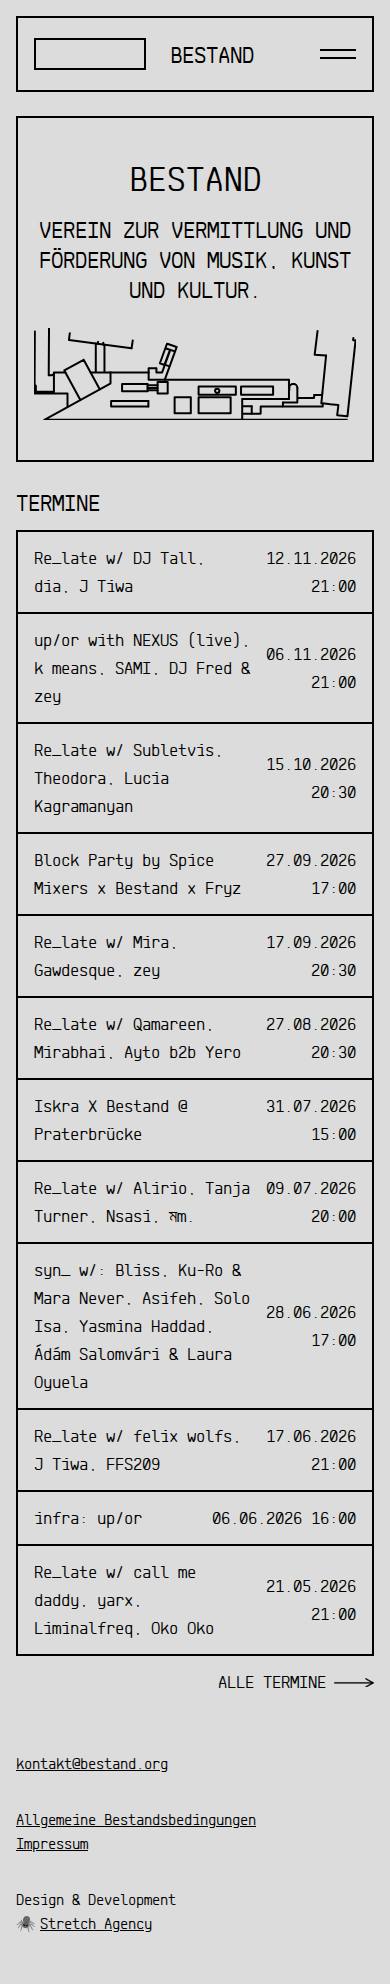 BESTAND
BESTAND
VEREIN ZUR VERMITTLUNG UND
FÖRDERUNG VON MUSIK, KUNST
UND KULTUR.
TERMINE
Re_late w/ DJ Tall,
dia, J Tiwa
12.11.2026
21:00
up/or with NEXUS (live),
k means, SAMI, DJ Fred &
zey
06.11.2026
21:00
Re_late w/ Subletvis,
Theodora, Lucia
Kagramanyan
15.10.2026
20:30
Block Party by Spice
Mixers x Bestand x Fryz
27.09.2026
17:00
Re_late w/ Mira,
Gawdesque, zey
17.09.2026
20:30
Re_late w/ Qamareen,
Mirabhai, Ayto b2b Yero
27.08.2026
20:30
Iskra X Bestand @
Praterbrücke
31.07.2026
15:00
Re_late w/ Alirio, Tanja
Turner, Nsasi, मm.
09.07.2026
20:00
syn_ w/: Bliss, Ku-Ro &
Mara Never, Asifeh, Solo
Isa, Yasmina Haddad,
Ádám Salomvári & Laura
Oyuela
28.06.2026
17:00
Re_late w/ felix wolfs,
J Tiwa, FFS209
17.06.2026
21:00
infra: up/or
06.06.2026 16:00
Re_late w/ call me
daddy, yarx,
Liminalfreq, Oko Oko
21.05.2026
21:00
ALLE TERMINE ⟶
kontakt@bestand.org
Allgemeine Bestandsbedingungen
Impressum
Design & Development
🕷 Stretch Agency